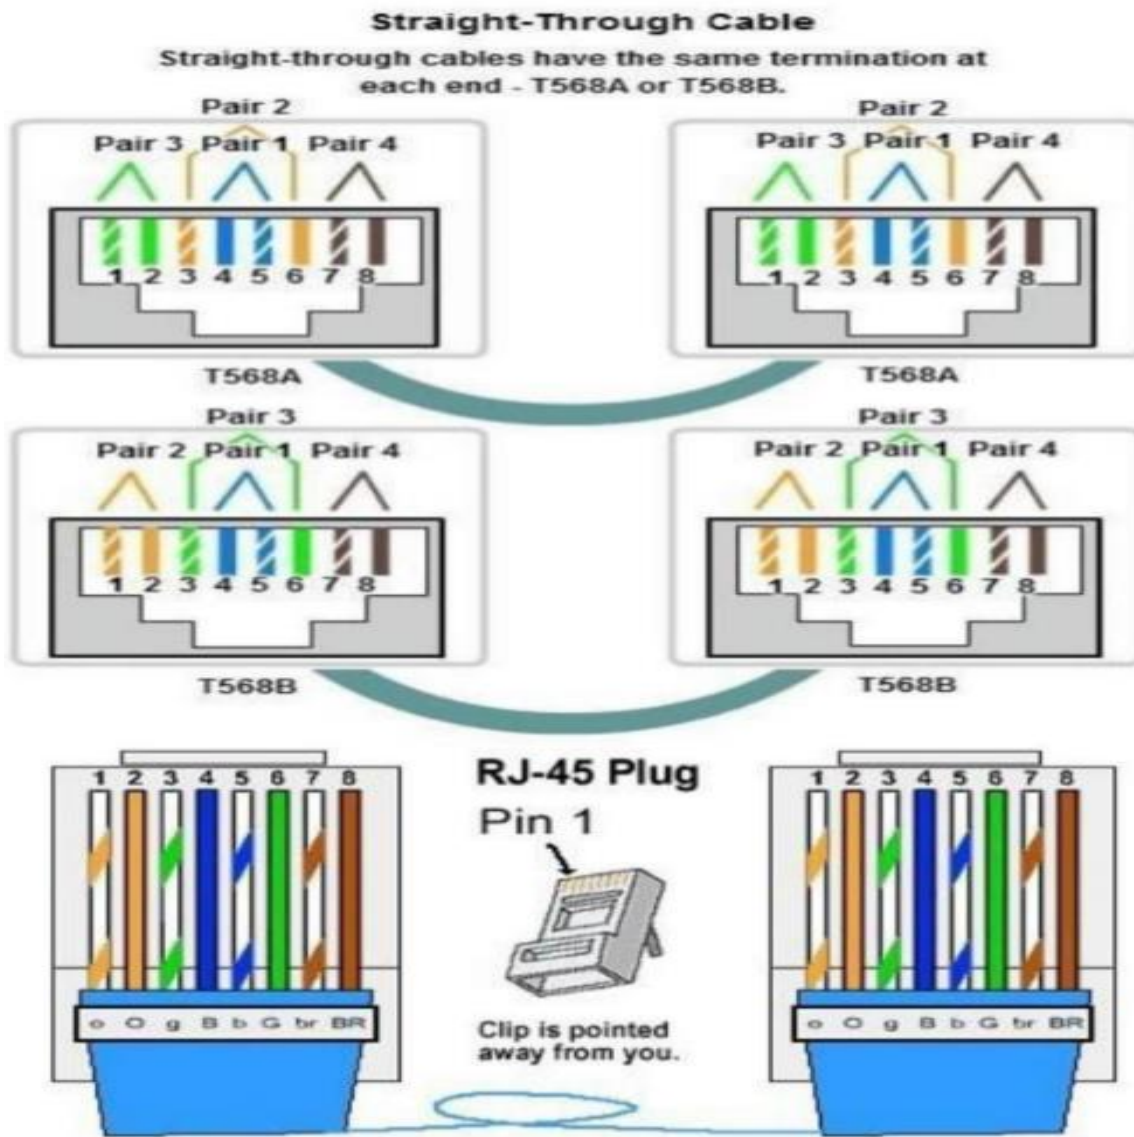 Straight-Through Cable
Straight-through cables have the same termination at
each end - T568A or T568B.
Pair 2
Pair 2
Pair 3 Pair 1 Pair 4
Pair 3 Pair 1 Pair 4
1 2 3 4 5 6 7 8
1 2 3 4 5 6 7 8
T568A
T568A
Pair 3
Pair 3
Pair 2 Pair 1 Pair 4
Pair 2 Pair 1 Pair 4
1 2 3 4 5 6 7 8
1 2 3 4 5 6 7 8
T568B
T568B
1 2 3 4 5 6 7 8
RJ-45 Plug
Pin 1
1 2 3 4 5 6 7 8
o O g B b G br BR
Clip is pointed
away from you.
o O g B b G br BR